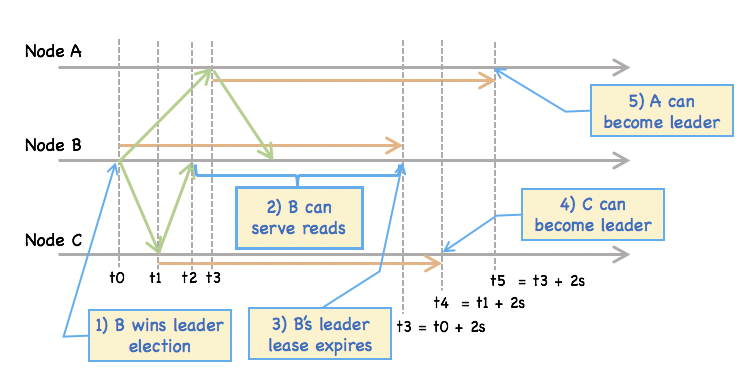 Node A
5) A can
become leader
Node B
2) B can
serve reads
4) C can
become leader
Node C
t0 t1 t2 t3
t5 = t3 + 2s
t4 = t1 + 2s
t3 = t0 + 2s
1) B wins leader
election
3) B's leader
lease expires